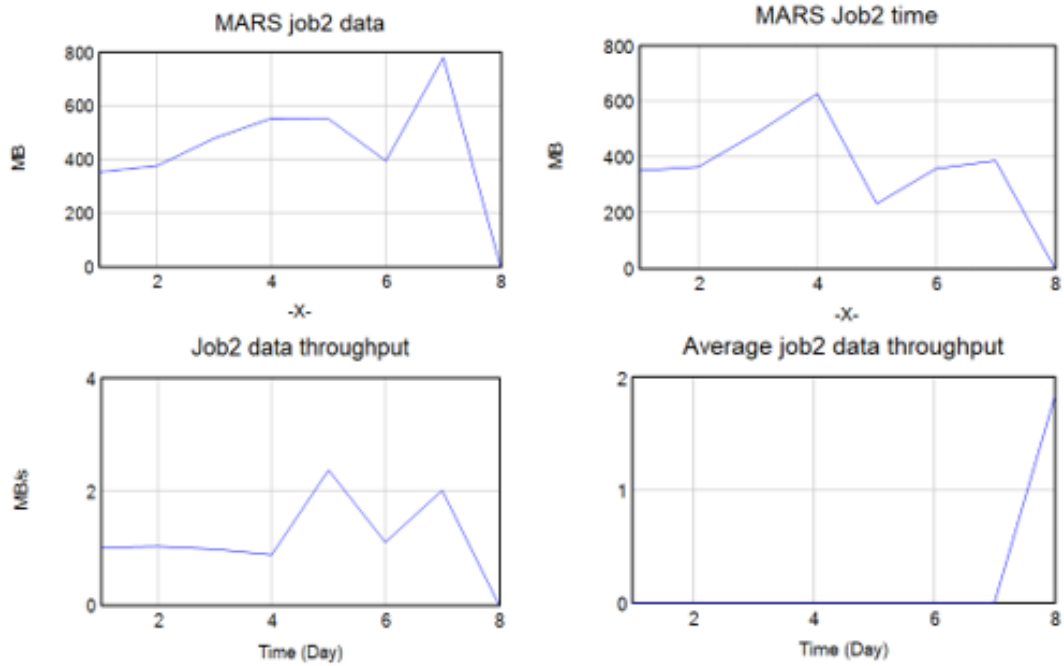 MARS job2 data
800
600
400
200
0
MB
2 4 6 8
-X-
MARS Job2 time
800
600
400
200
0
MB
2 4 6 8
-X-
Job2 data throughput
4
2
0
MB/s
2 4 6 8
Time (Day)
Average job2 data throughput
2
1
0
2 4 6 8
Time (Day)